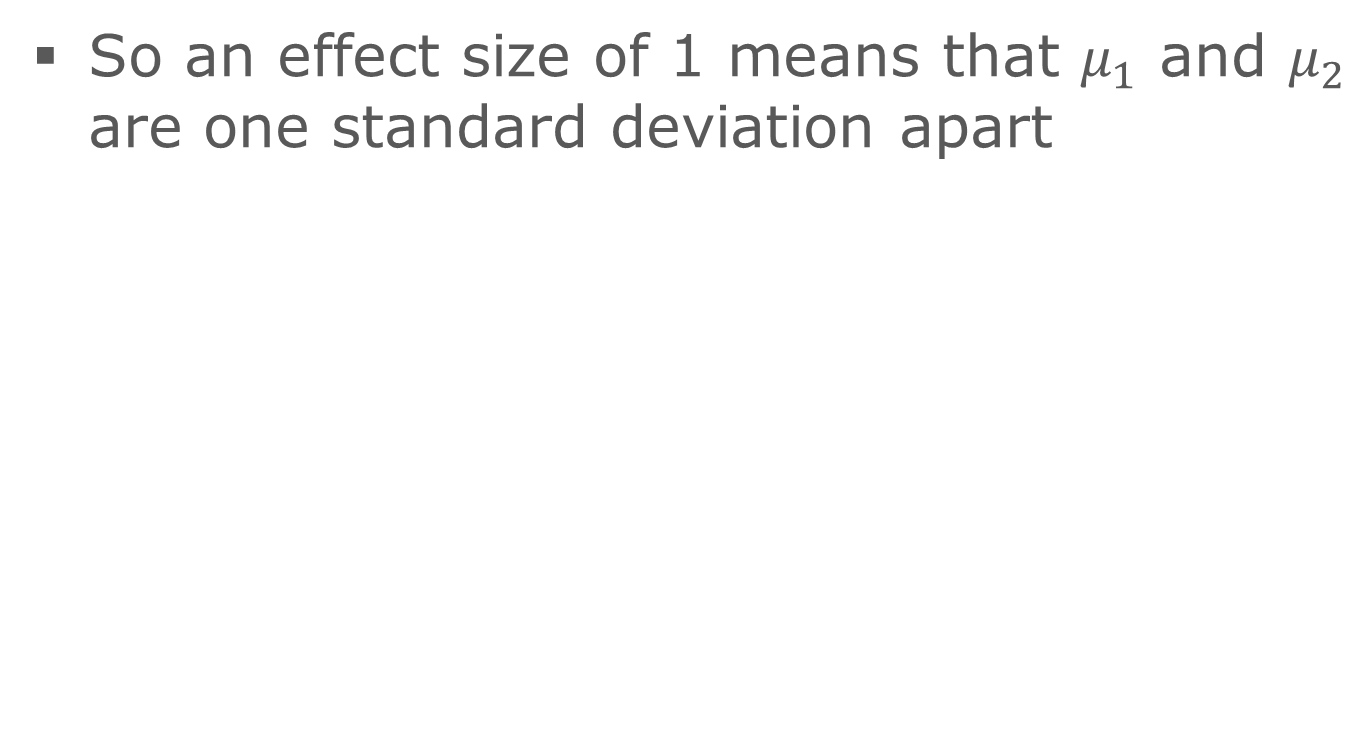 ▪ So an effect size of 1 means that μ₁ and μ₂
are one standard deviation apart